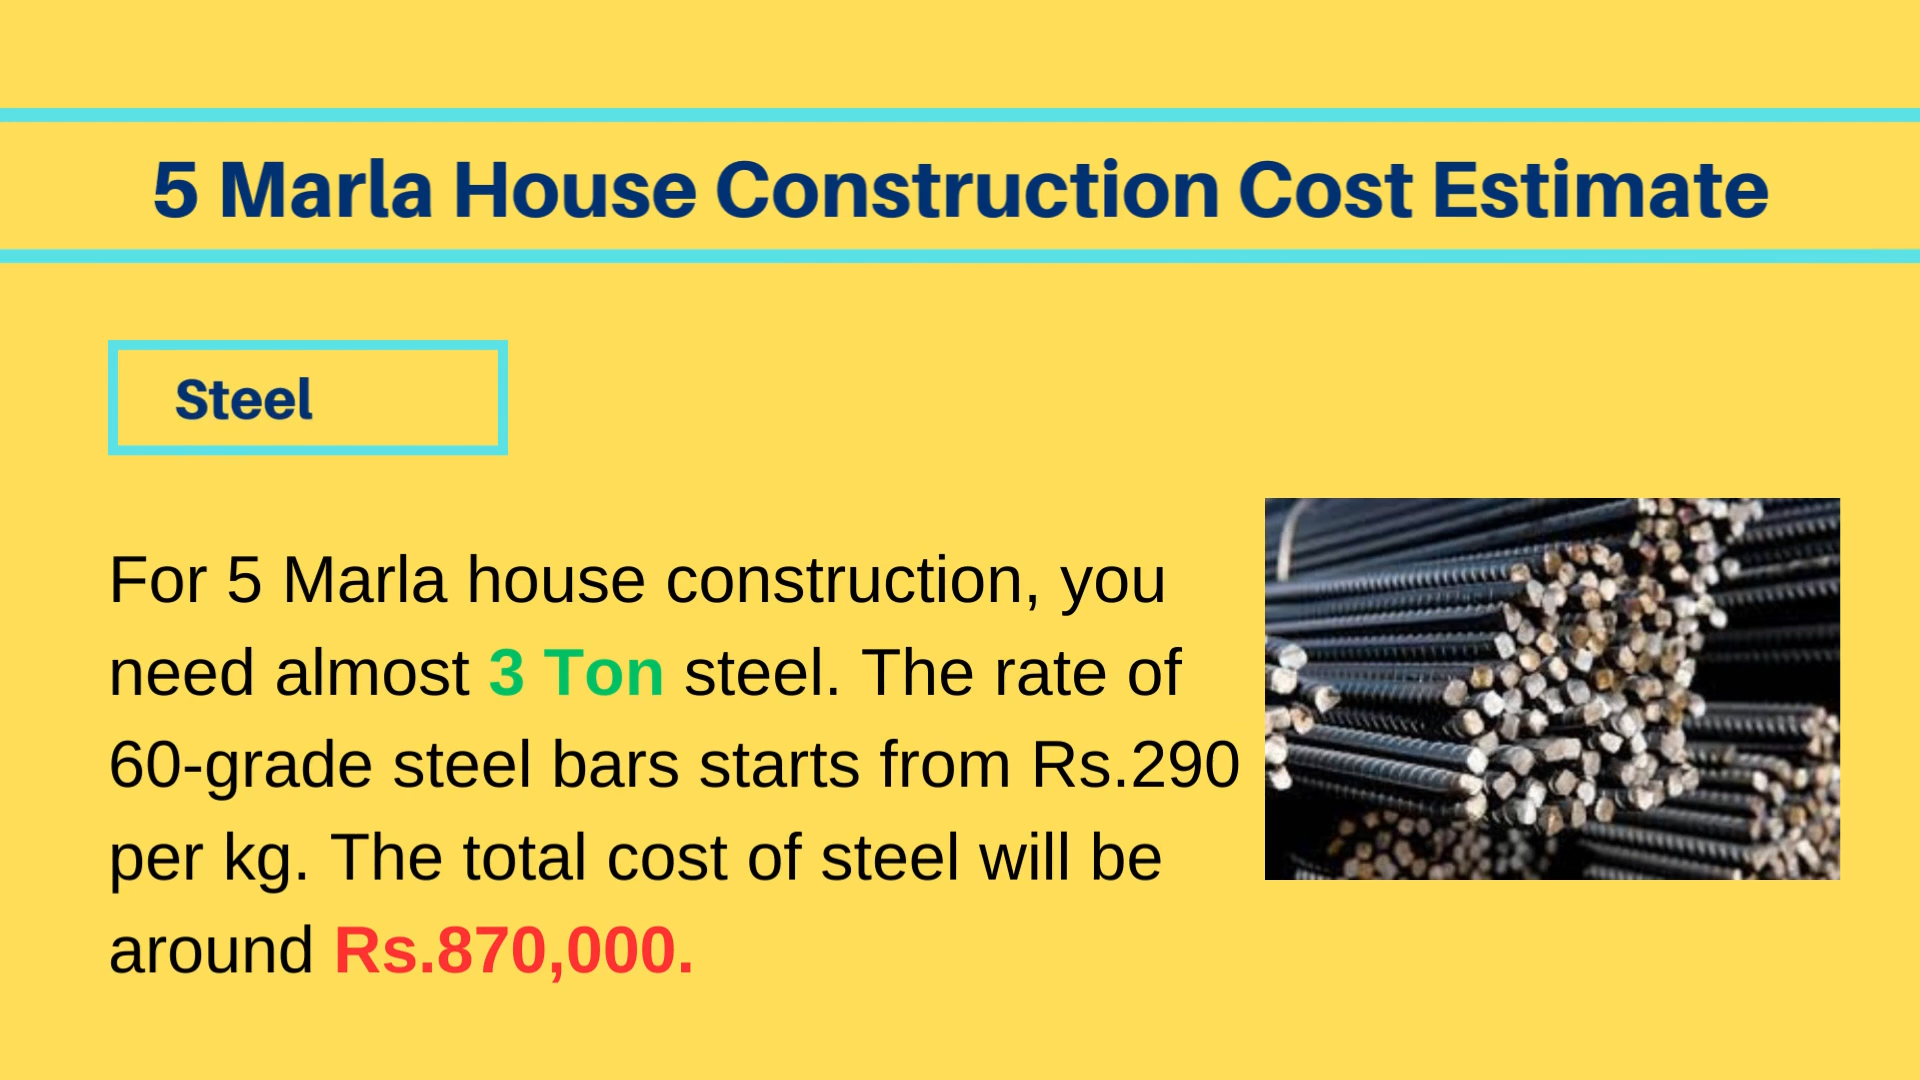 5 Marla House Construction Cost Estimate
Steel
For 5 Marla house construction, you
need almost 3 Ton steel. The rate of
60-grade steel bars starts from Rs.290
per kg. The total cost of steel will be
around Rs.870,000.